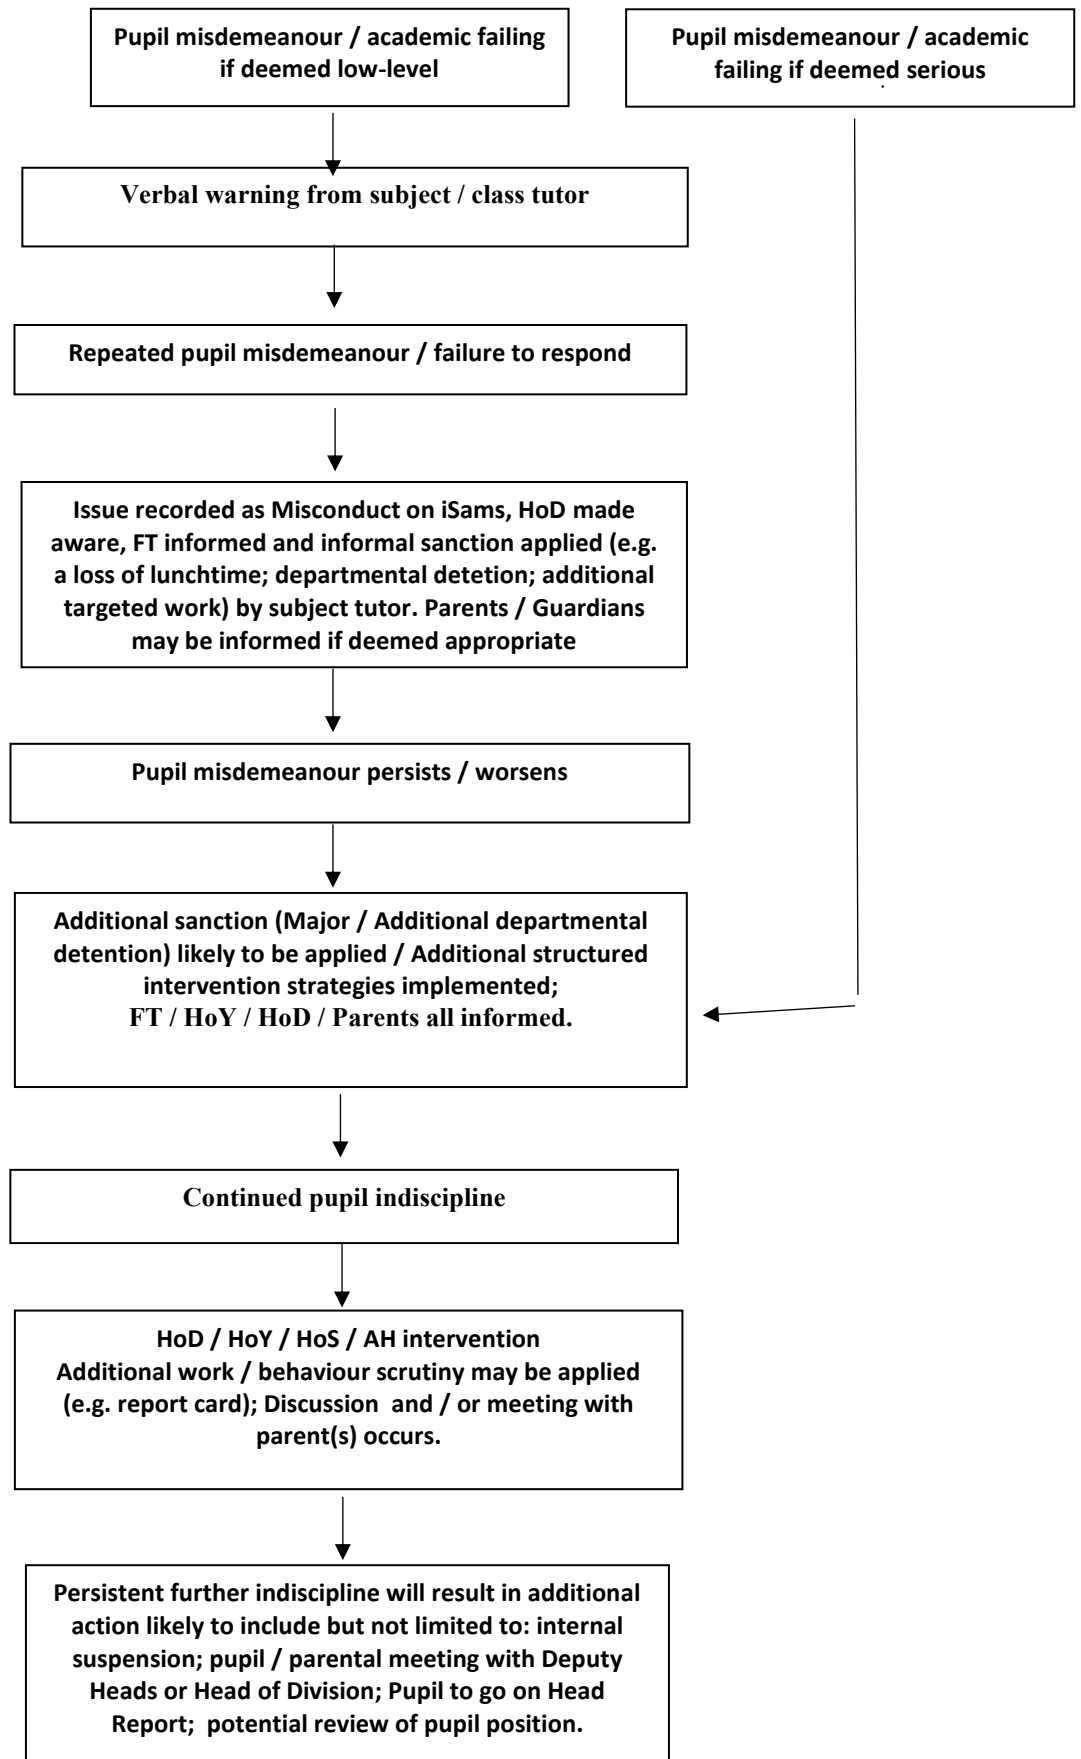 Pupil misdemeanour / academic failing
if deemed low-level
Pupil misdemeanour / academic
failing if deemed serious
.
Verbal warning from subject / class tutor
Repeated pupil misdemeanour / failure to respond
Issue recorded as Misconduct on iSams, HoD made
aware, FT informed and informal sanction applied (e.g.
a loss of lunchtime; departmental detetion; additional
targeted work) by subject tutor. Parents / Guardians
may be informed if deemed appropriate
Pupil misdemeanour persists / worsens
Additional sanction (Major / Additional departmental
detention) likely to be applied / Additional structured
intervention strategies implemented;
FT / HoY / HoD / Parents all informed.
Continued pupil indiscipline
HoD / HoY / HoS / AH intervention
Additional work / behaviour scrutiny may be applied
(e.g. report card); Discussion  and / or meeting with
parent(s) occurs.
Persistent further indiscipline will result in additional
action likely to include but not limited to: internal
suspension; pupil / parental meeting with Deputy
Heads or Head of Division; Pupil to go on Head
Report;  potential review of pupil position.